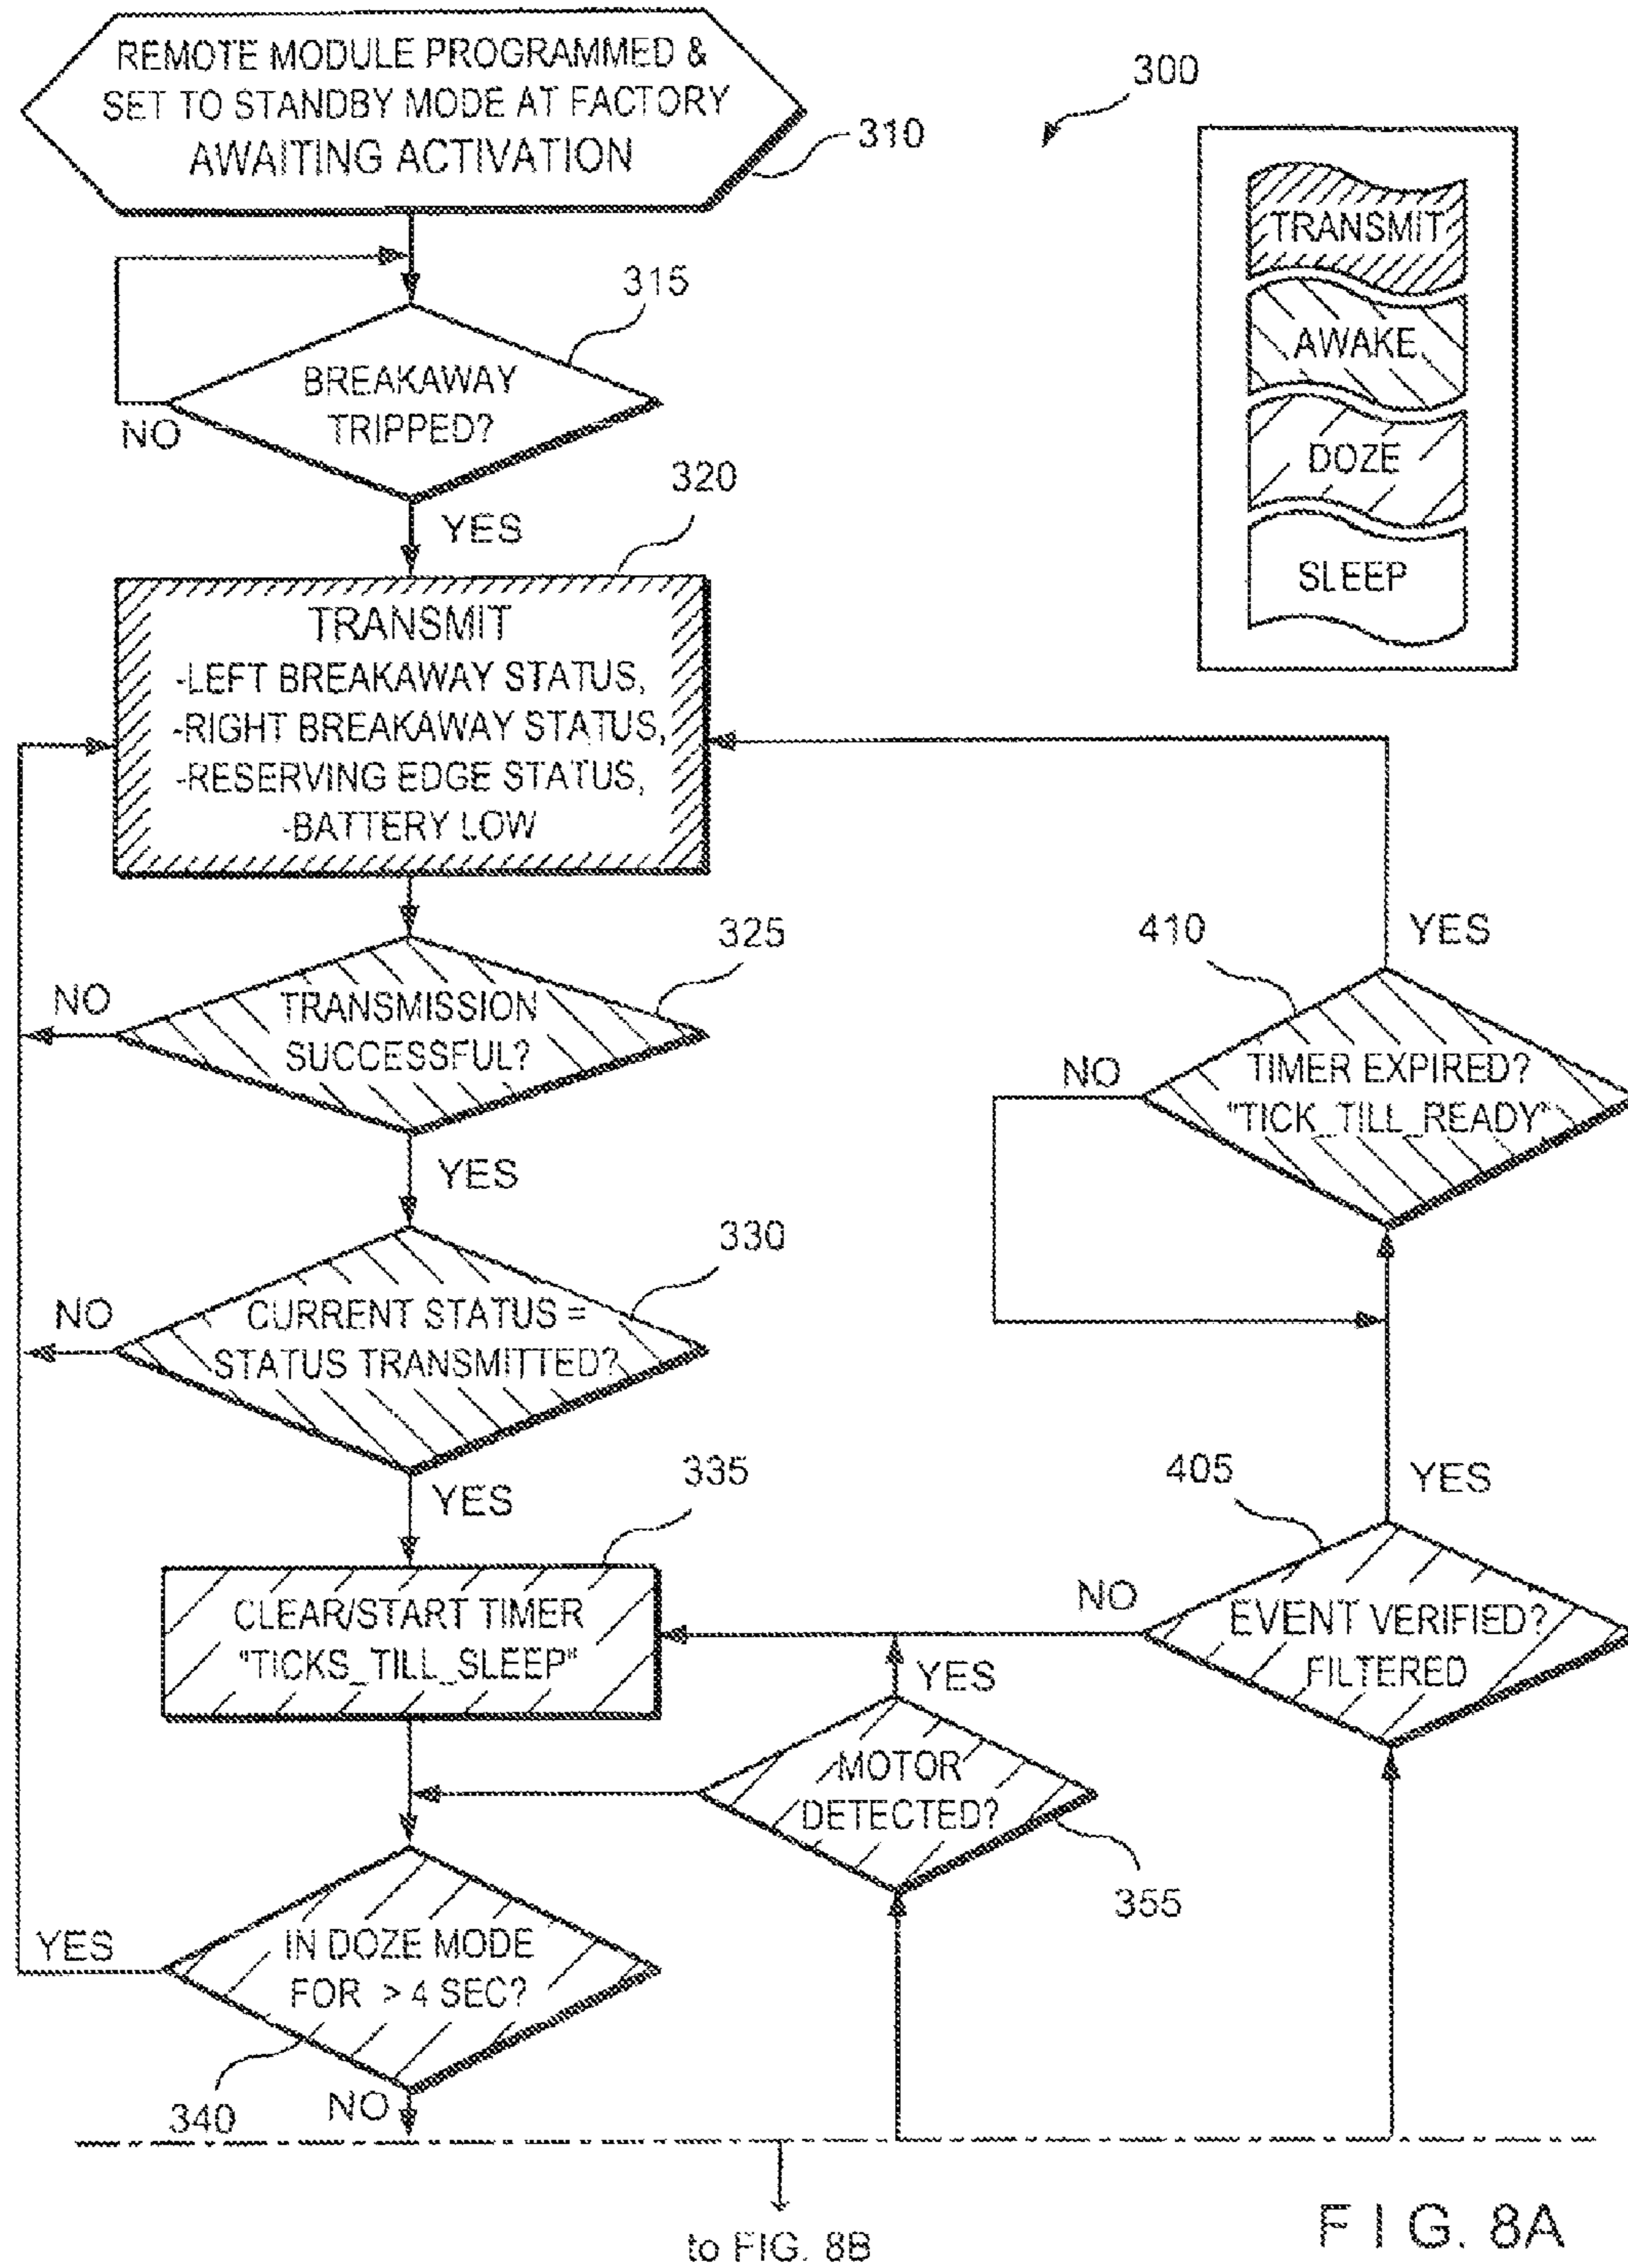 REMOTE MODULE PROGRAMMED &
SET TO STANDBY MODE AT FACTORY
AWAITING ACTIVATION
310
300
TRANSMIT
AWAKE
DOZE
SLEEP
315
BREAKAWAY
TRIPPED?
NO
YES
320
TRANSMIT
-LEFT BREAKAWAY STATUS,
-RIGHT BREAKAWAY STATUS,
-RESERVING EDGE STATUS,
-BATTERY LOW
325
NO
TRANSMISSION
SUCCESSFUL?
YES
330
NO
CURRENT STATUS =
STATUS TRANSMITTED?
YES
335
CLEAR/START TIMER
"TICKS_TILL_SLEEP"
410
YES
NO
TIMER EXPIRED?
"TICK_TILL_READY"
405
YES
NO
EVENT VERIFIED?
FILTERED
YES
MOTOR
DETECTED?
355
YES
IN DOZE MODE
FOR > 4 SEC?
340
NO
to FIG. 8B
FIG. 8A